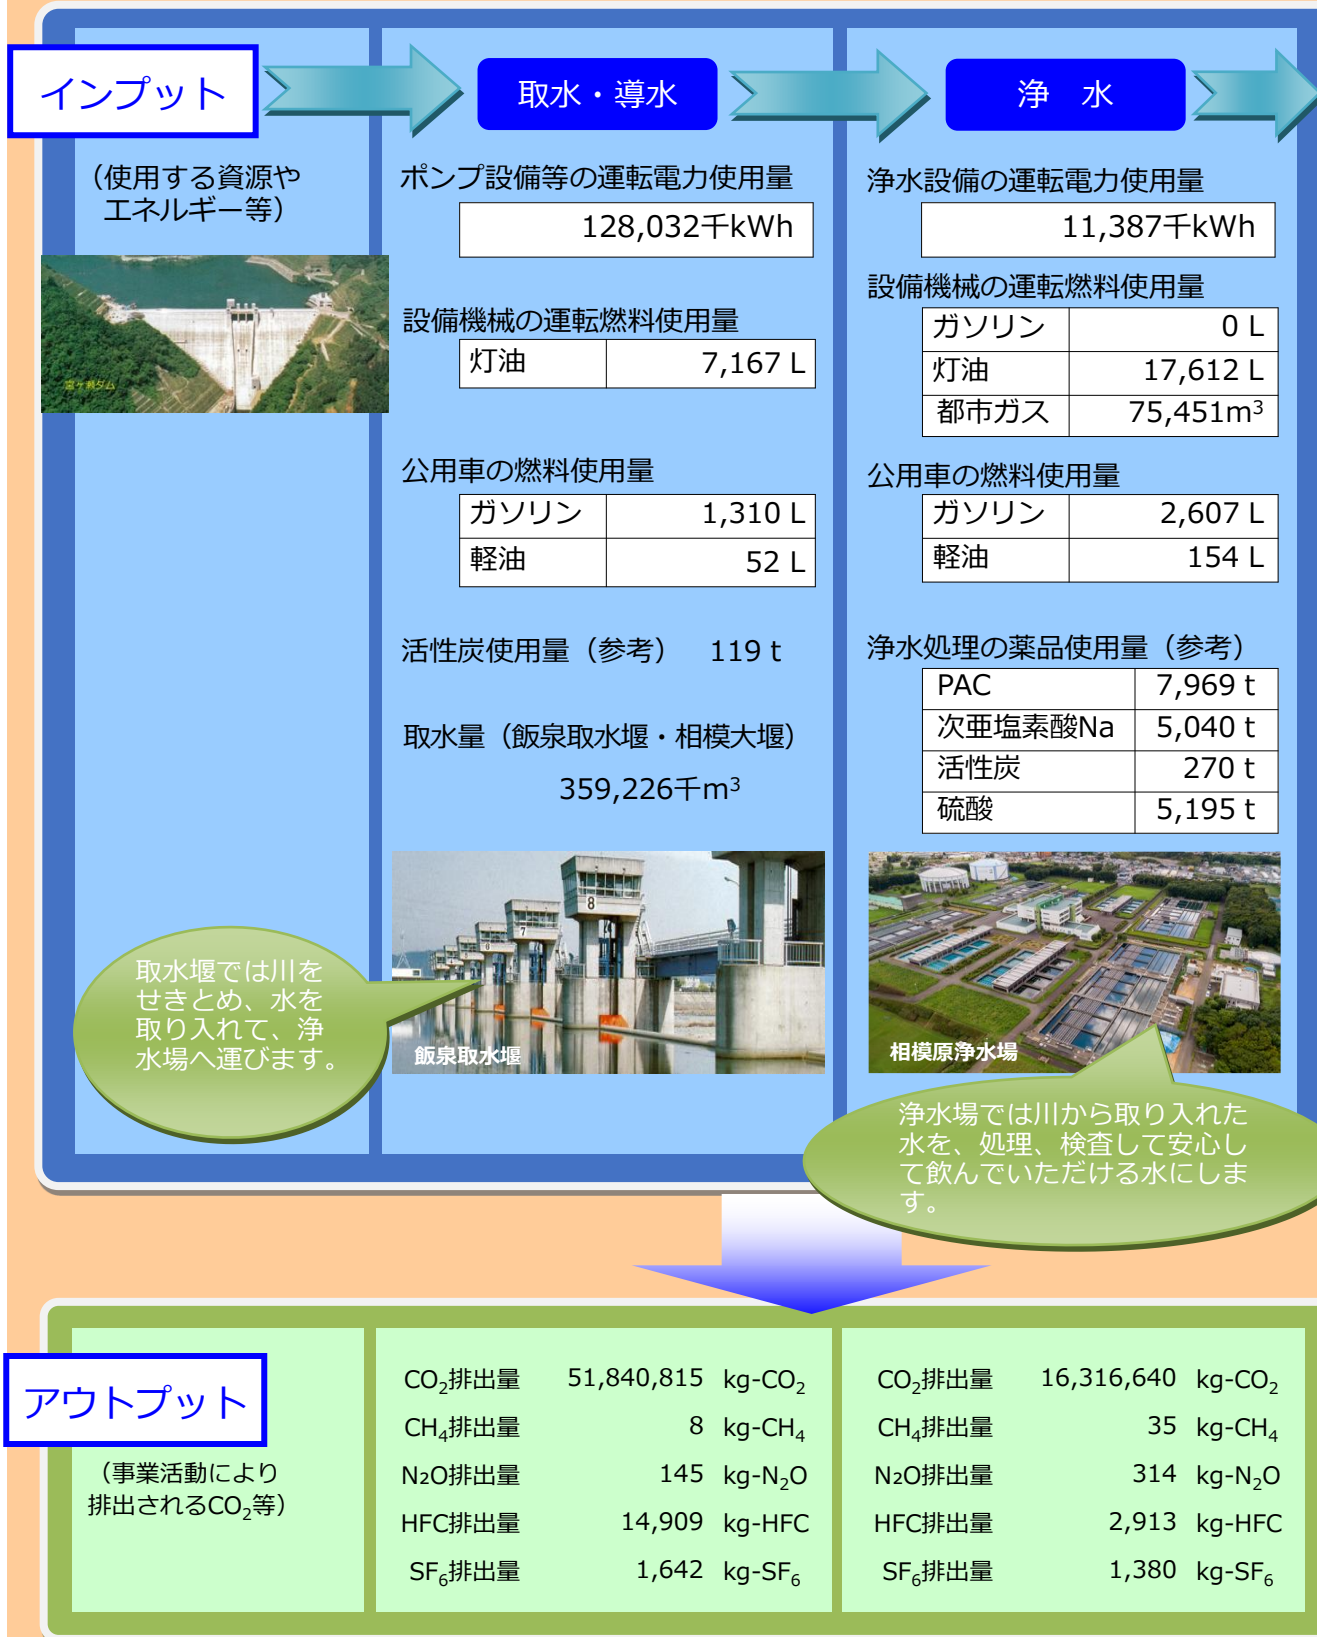 インプット
（使用する資源や
エネルギー等）
宮ヶ瀬ダム
取水・導水
ポンプ設備等の運転電力使用量
128,032千kWh
設備機械の運転燃料使用量
灯油 7,167 L
公用車の燃料使用量
ガソリン 1,310 L
軽油 52 L
活性炭使用量（参考） 119 t
取水量（飯泉取水堰・相模大堰）
359,226千m³
8
7
6
飯泉取水堰
取水堰では川を
せきとめ、水を
取り入れて、浄
水場へ運びます。
浄 水
浄水設備の運転電力使用量
11,387千kWh
設備機械の運転燃料使用量
ガソリン 0 L
灯油 17,612 L
都市ガス 75,451m³
公用車の燃料使用量
ガソリン 2,607 L
軽油 154 L
浄水処理の薬品使用量（参考）
PAC 7,969 t
次亜塩素酸Na 5,040 t
活性炭 270 t
硫酸 5,195 t
相模原浄水場
浄水場では川から取り入れた
水を、処理、検査して安心し
て飲んでいただける水にしま
す。
アウトプット
（事業活動により
排出されるCO₂等）
CO₂排出量 51,840,815 kg-CO₂
CH₄排出量 8 kg-CH₄
N₂O排出量 145 kg-N₂O
HFC排出量 14,909 kg-HFC
SF₆排出量 1,642 kg-SF₆
CO₂排出量 16,316,640 kg-CO₂
CH₄排出量 35 kg-CH₄
N₂O排出量 314 kg-N₂O
HFC排出量 2,913 kg-HFC
SF₆排出量 1,380 kg-SF₆